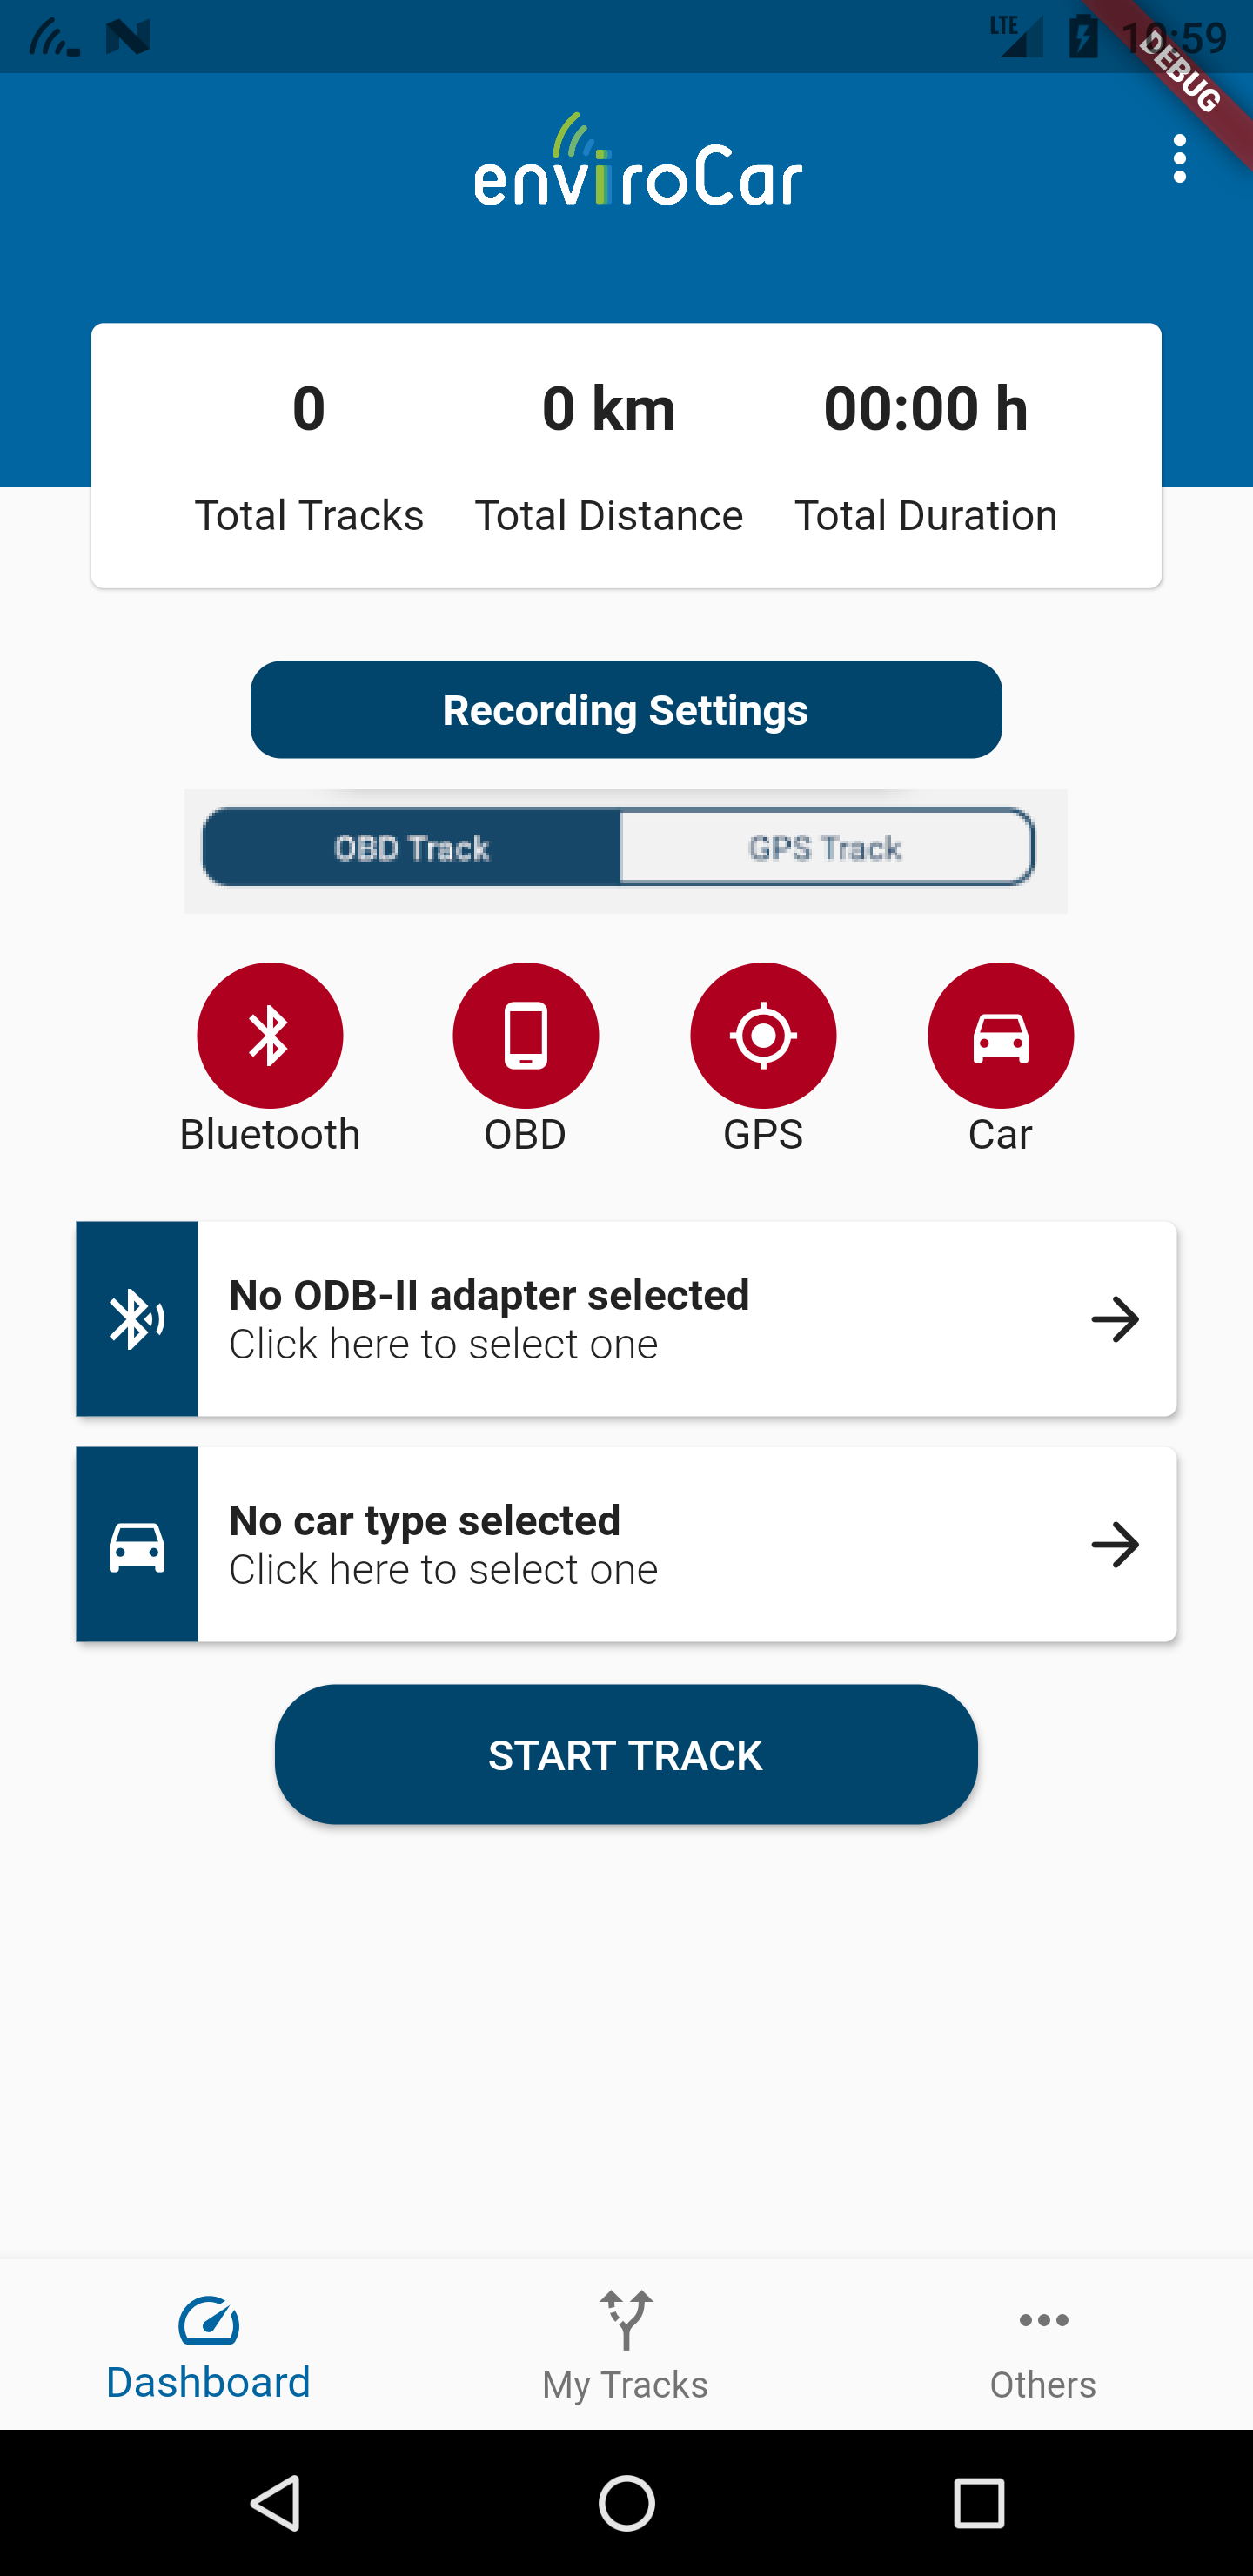 LTE
10:59
DEBUG
enviroCar
0 0 km 00:00 h
Total Tracks Total Distance Total Duration
Recording Settings
OBD Track GPS Track
Bluetooth OBD GPS Car
No ODB-II adapter selected
Click here to select one
No car type selected
Click here to select one
START TRACK
Dashboard My Tracks Others